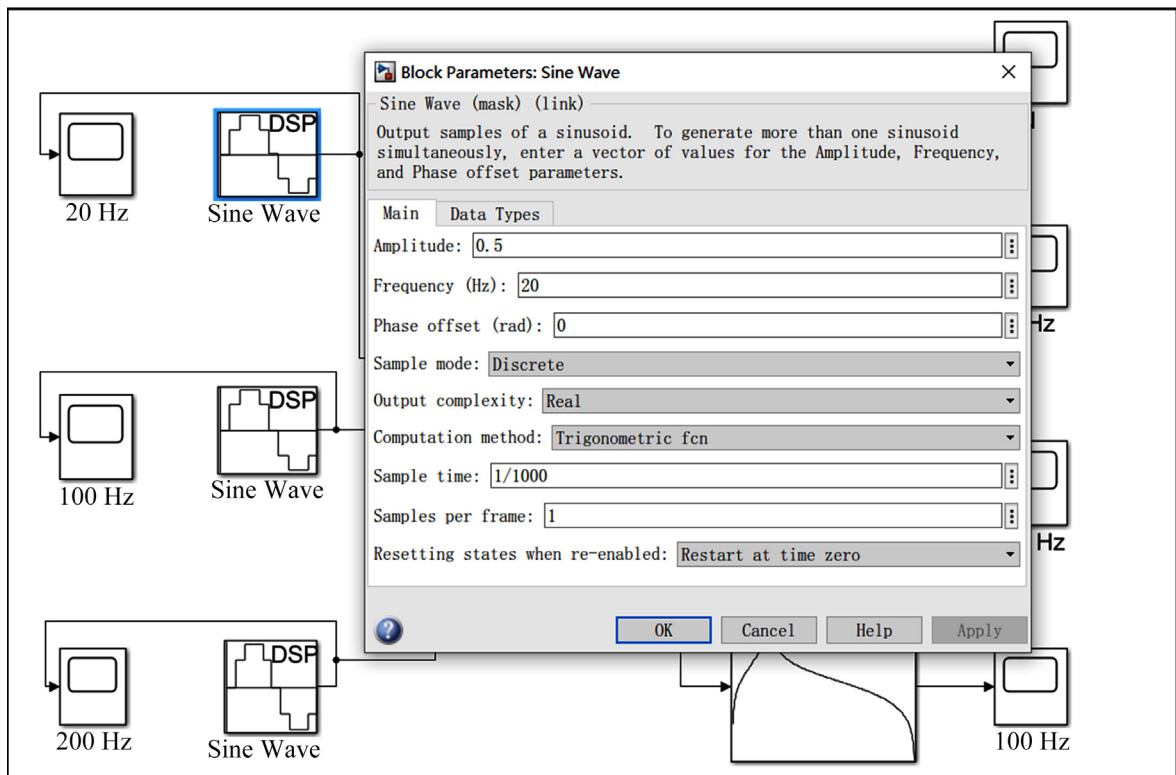 Block Parameters: Sine Wave
Sine Wave (mask) (link)
Output samples of a sinusoid. To generate more than one sinusoid
simultaneously, enter a vector of values for the Amplitude, Frequency,
and Phase offset parameters.
Main
Data Types
Amplitude: 0.5
Frequency (Hz): 20
Phase offset (rad): 0
Sample mode: Discrete
Output complexity: Real
Computation method: Trigonometric fcn
Sample time: 1/1000
Samples per frame: 1
Resetting states when re-enabled: Restart at time zero
OK
Cancel
Help
Apply
DSP
20 Hz
Sine Wave
DSP
100 Hz
Sine Wave
DSP
200 Hz
Sine Wave
Hz
Hz
100 Hz